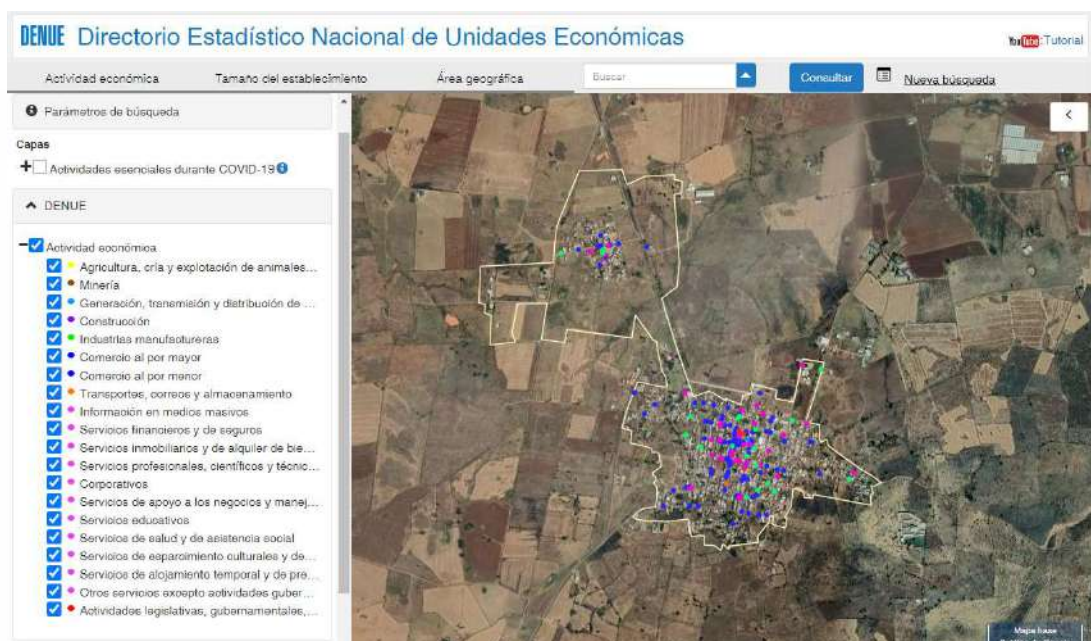 DENUE Directorio Estadístico Nacional de Unidades Económicas
YouTube:Tutorial
Actividad económica Tamaño del establecimiento Área geográfica Buscar Consultar Nueva búsqueda
Parámetros de búsqueda
Capas
Actividades esenciales durante COVID-19
DENUE
Actividad económica
Agricultura, cría y explotación de animales...
Minería
Generación, transmisión y distribución de ...
Construcción
Industrias manufactureras
Comercio al por mayor
Comercio al por menor
Transportes, correos y almacenamiento
Información en medios masivos
Servicios financieros y de seguros
Servicios inmobiliarios y de alquiler de bie...
Servicios profesionales, científicos y técnic...
Corporativos
Servicios de apoyo a los negocios y manej...
Servicios educativos
Servicios de salud y de asistencia social
Servicios de esparcimiento culturales y de...
Servicios de alojamiento temporal y de pre...
Otros servicios excepto actividades guber...
Actividades legislativas, gubernamentales,...
Mapa base